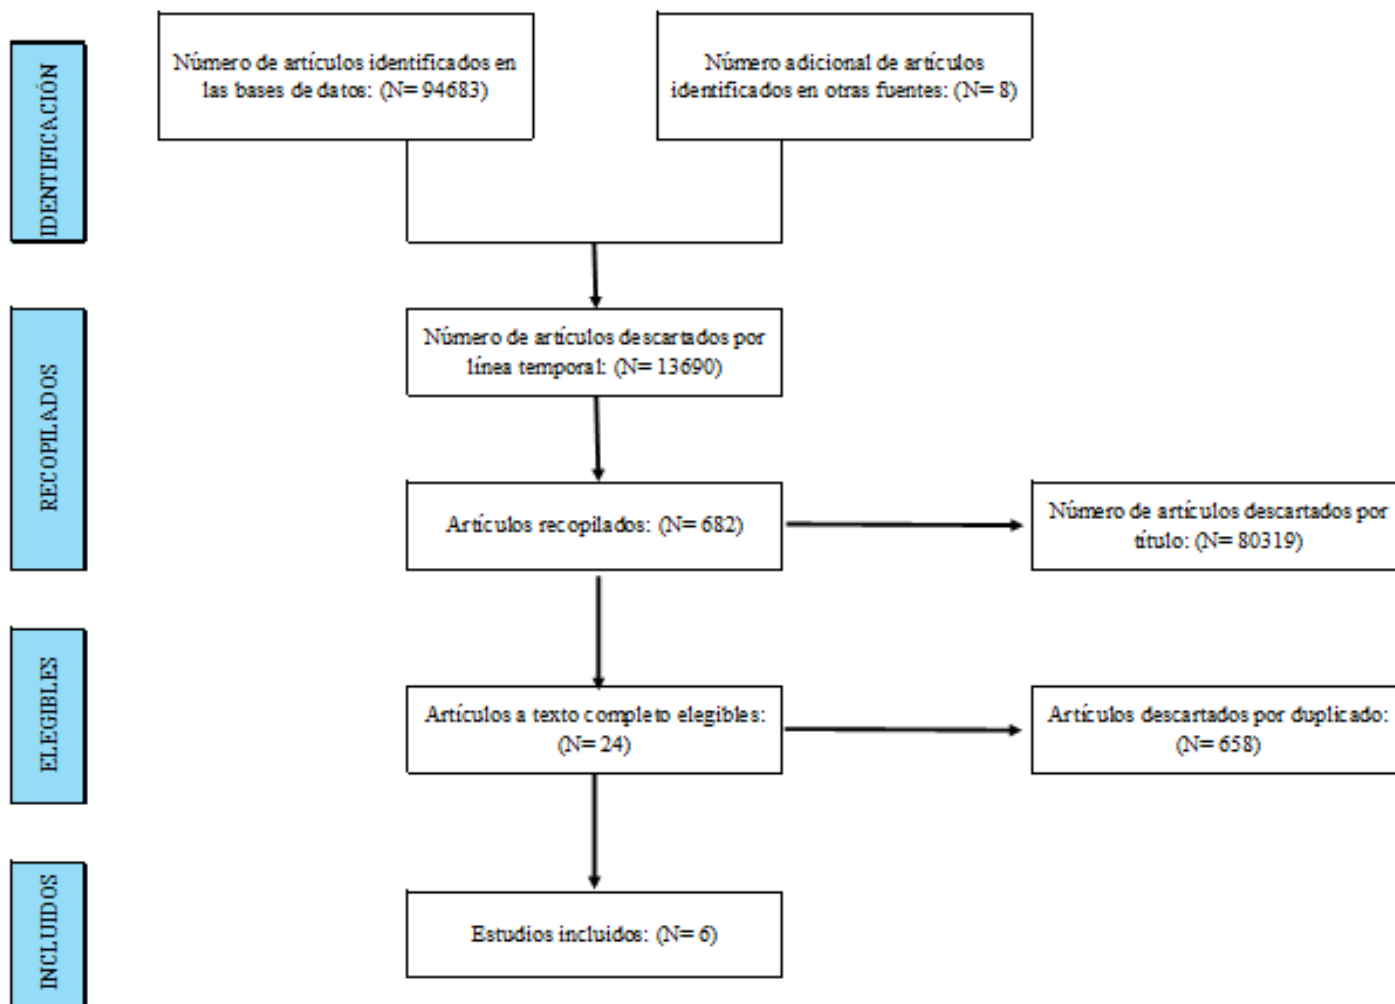 IDENTIFICACIÓN
Número de artículos identificados en
las bases de datos: (N= 94683)
Número adicional de artículos
identificados en otras fuentes: (N= 8)
RECOPILADOS
Número de artículos descartados por
línea temporal: (N= 13690)
Artículos recopilados: (N= 682)
Número de artículos descartados por
título: (N= 80319)
ELEGIBLES
Artículos a texto completo elegibles:
(N= 24)
Artículos descartados por duplicado:
(N= 658)
INCLUIDOS
Estudios incluidos: (N= 6)